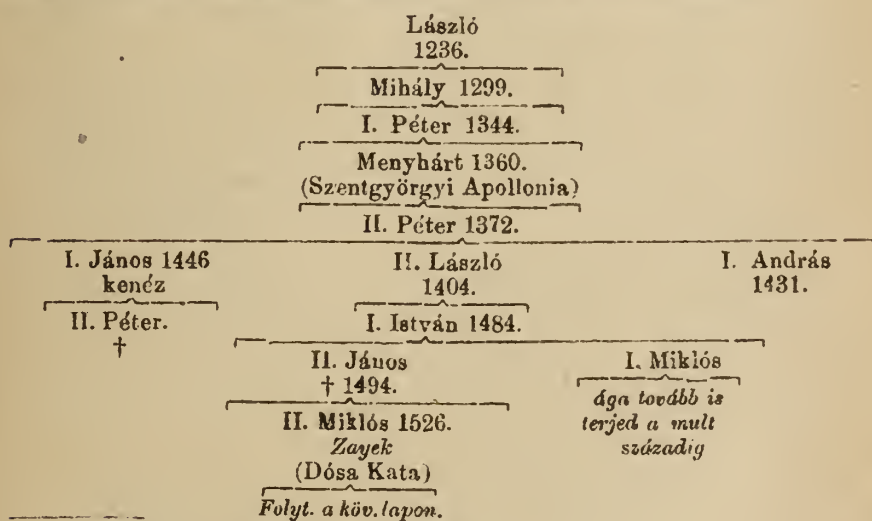 László
1236.
Mihály 1299.
I. Péter 1344.
Menyhárt 1360.
(Szentgyörgyi Apollonia)
II. Péter 1372.
I. János 1446
kenéz
II. László
1404.
I. András
1431.
II. Péter.
†
I. István 1484.
II. János
† 1494.
I. Miklós
ága tovább is
terjed a mult
századig
II. Miklós 1526.
Zayek
(Dósa Kata)
Folyt. a köv. lapon.